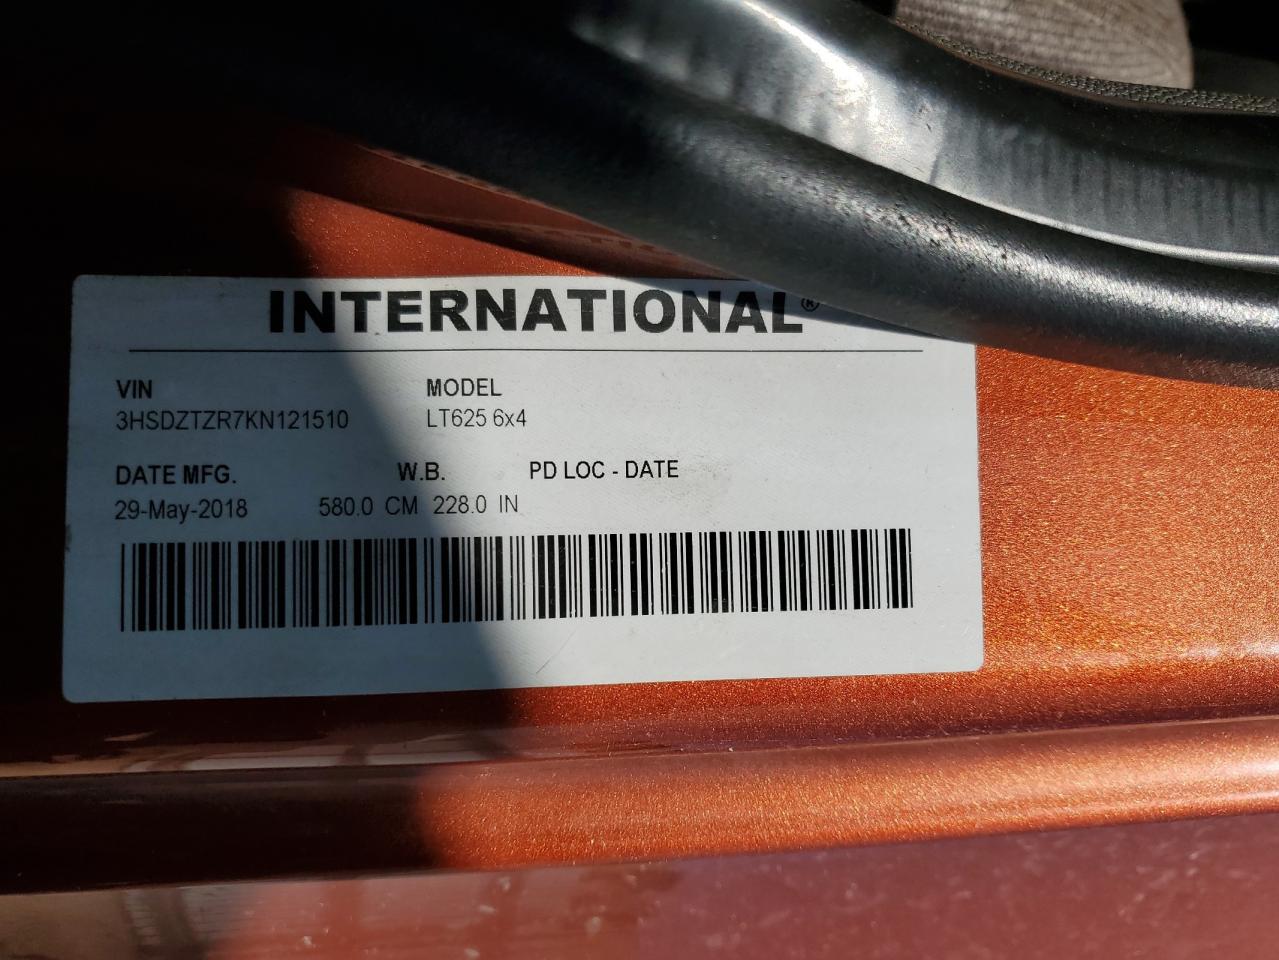 INTERNATIONAL®
VIN MODEL
3HSDZTZR7KN121510 LT625 6x4
DATE MFG. W.B. PD LOC - DATE
29-May-2018 580.0 CM 228.0 IN